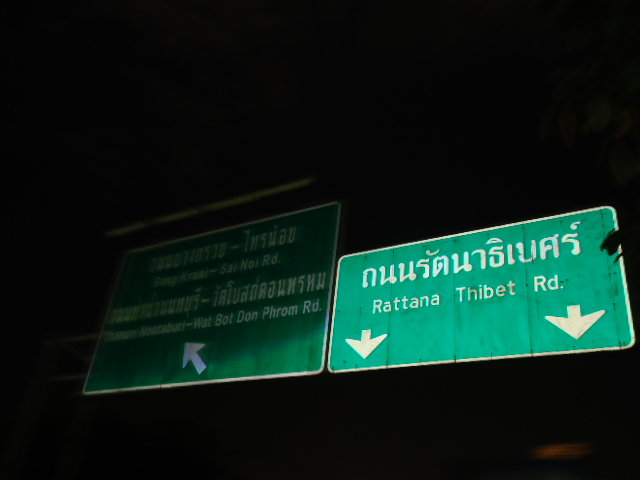 ถนนบางกรวย-ไทรน้อย
Bang Kruai-Sai Noi Rd.
ถนนท่าน้ำนนทบุรี-วัดโบสถ์ดอนพรหม
Thanam Nontaburi-Wat Bot Don Phrom Rd.
ถนนรัตนาธิเบศร์
Rattana Thibet Rd.